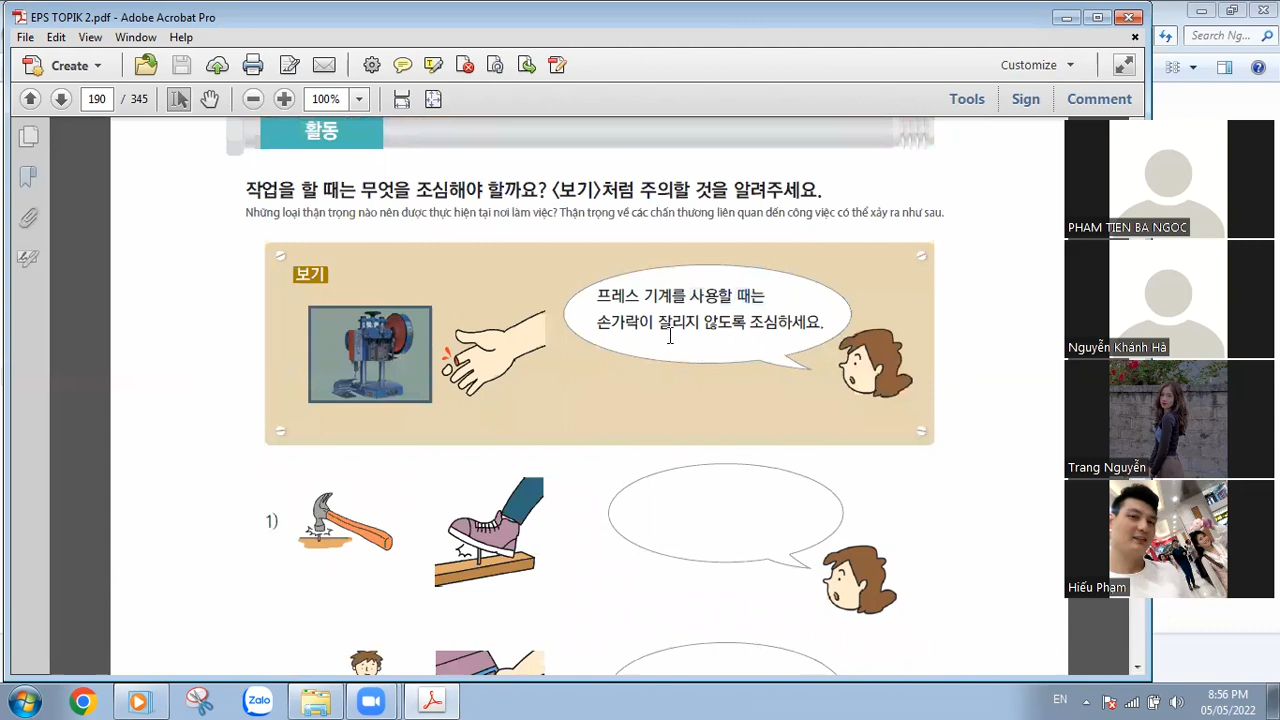 EPS TOPIK 2.pdf - Adobe Acrobat Pro
File Edit View Window Help
Search Ng...
Create
Customize
190 / 345
100%
Tools Sign Comment
활동
작업을 할 때는 무엇을 조심해야 할까요? 〈보기〉처럼 주의할 것을 알려주세요.
Những loại thận trọng nào nên được thực hiện tại nơi làm việc? Thận trọng về các chấn thương liên quan đến công việc có thể xảy ra như sau.
보기
프레스 기계를 사용할 때는
손가락이 잘리지 않도록 조심하세요.
1)
PHAM TIEN BA NGOC
Nguyễn Khánh Hà
Trang Nguyễn
Hiếu Phạm
Zalo
EN
8:56 PM
05/05/2022